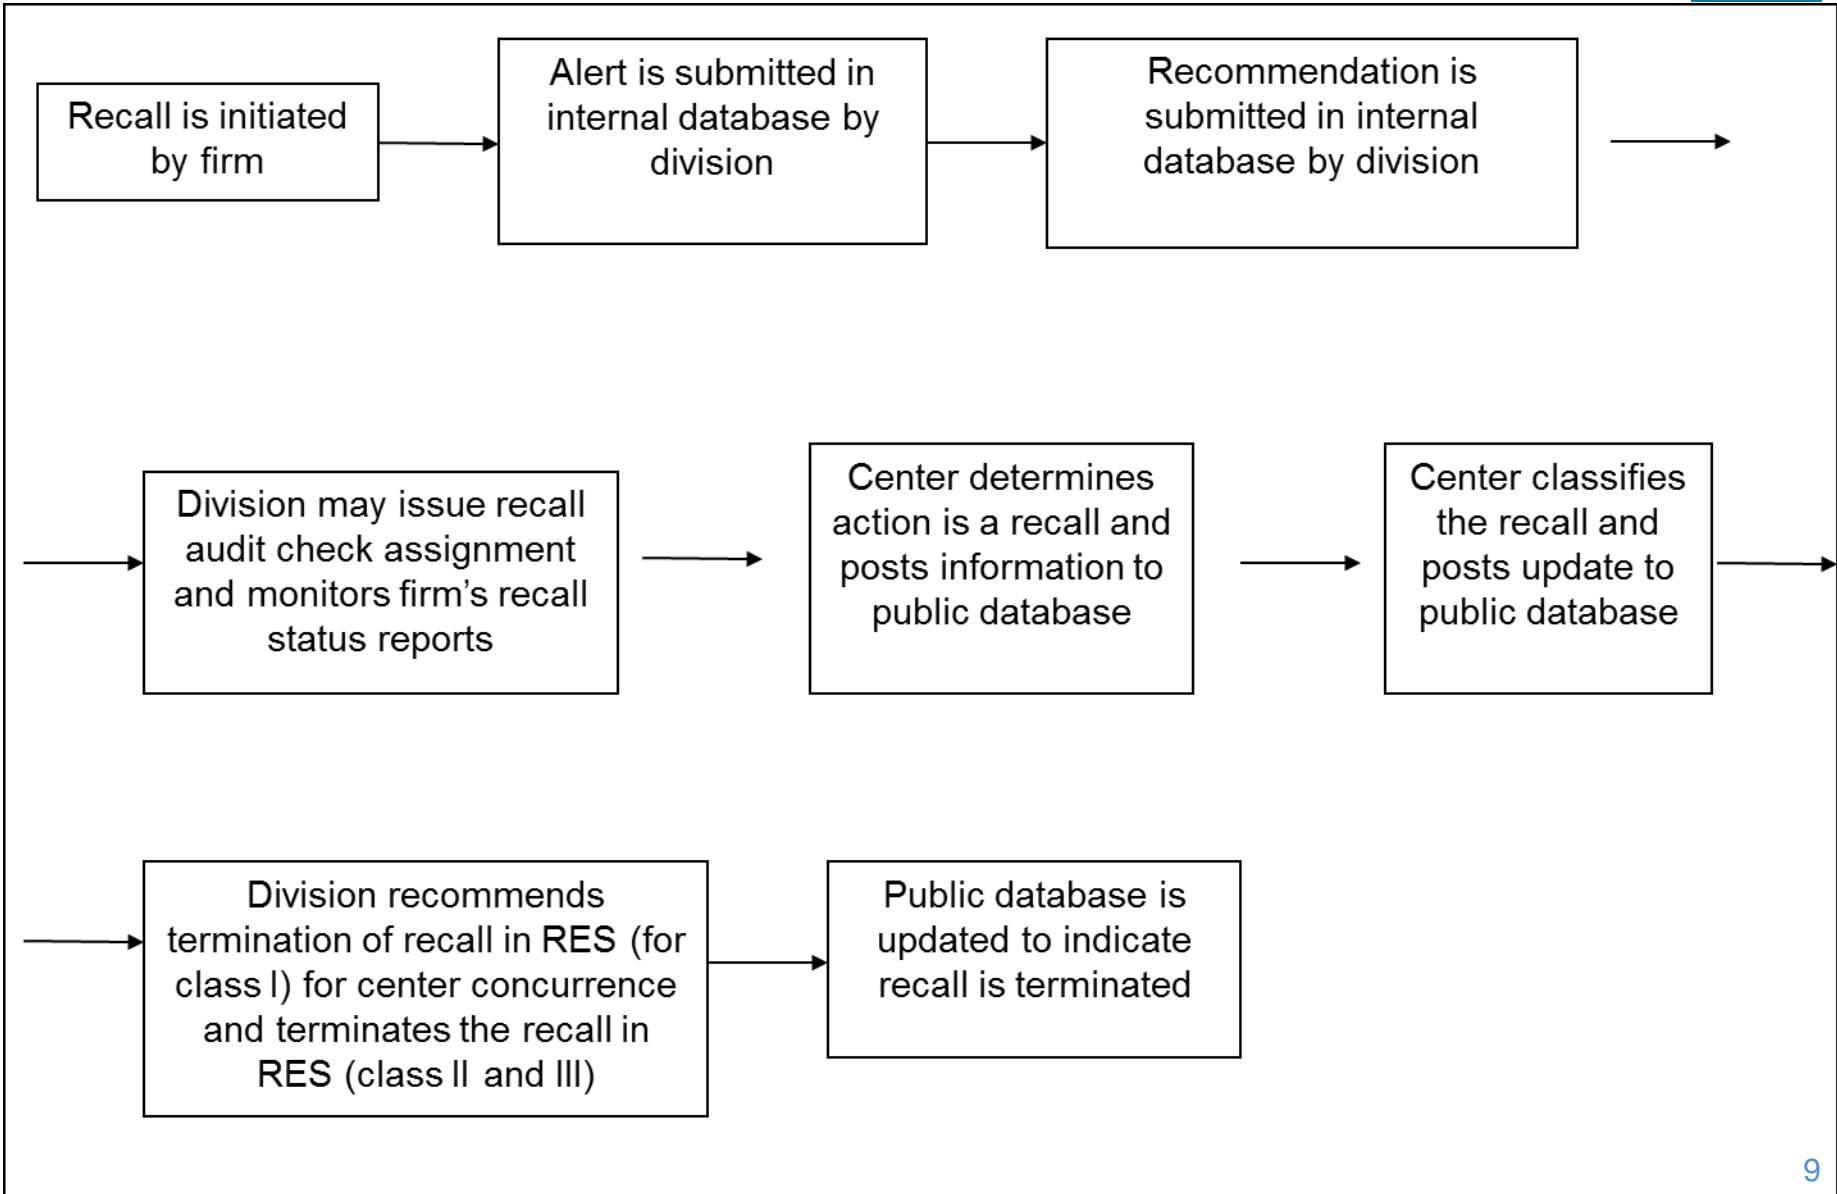 Recall is initiated
by firm
Alert is submitted in
internal database by
division
Recommendation is
submitted in internal
database by division
Division may issue recall
audit check assignment
and monitors firm’s recall
status reports
Center determines
action is a recall and
posts information to
public database
Center classifies
the recall and
posts update to
public database
Division recommends
termination of recall in RES (for
class I) for center concurrence
and terminates the recall in
RES (class II and III)
Public database is
updated to indicate
recall is terminated
9